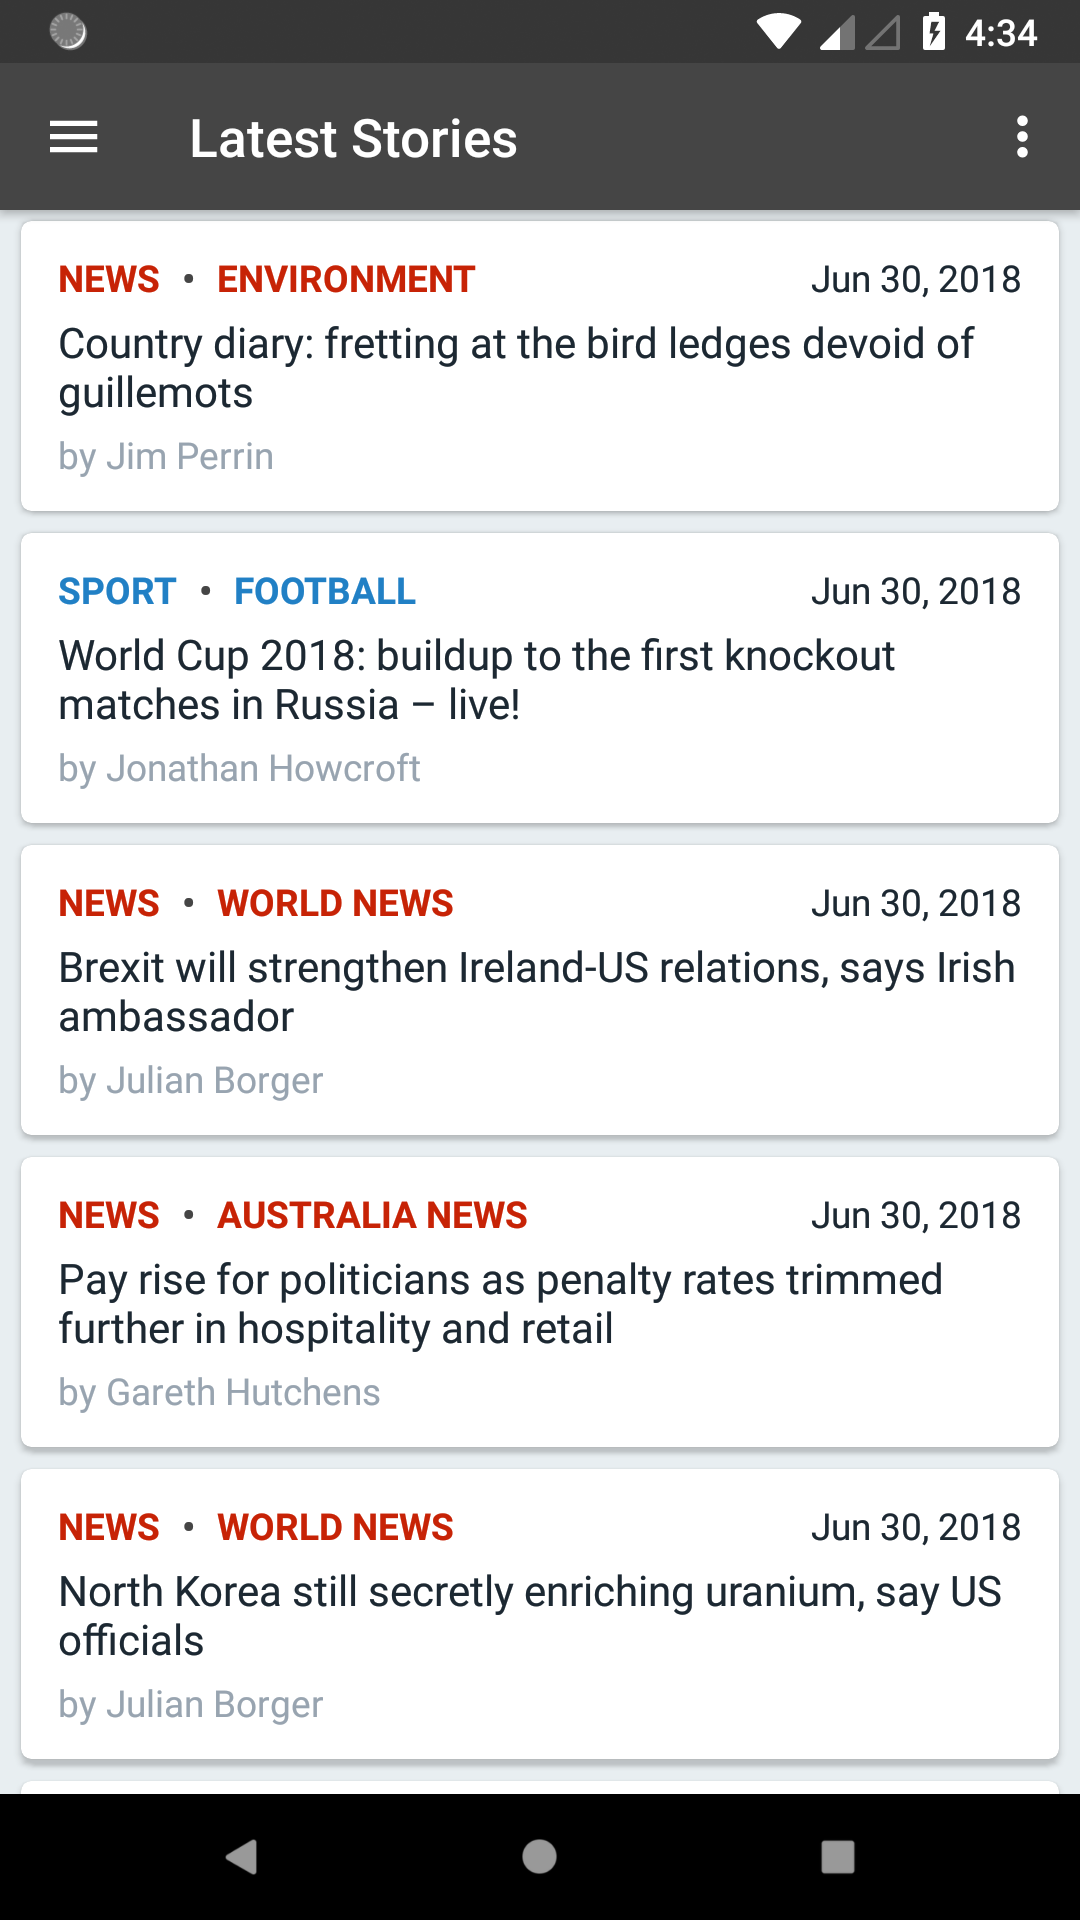 4:34
Latest Stories
NEWS • ENVIRONMENT Jun 30, 2018
Country diary: fretting at the bird ledges devoid of
guillemots
by Jim Perrin
SPORT • FOOTBALL Jun 30, 2018
World Cup 2018: buildup to the first knockout
matches in Russia – live!
by Jonathan Howcroft
NEWS • WORLD NEWS Jun 30, 2018
Brexit will strengthen Ireland-US relations, says Irish
ambassador
by Julian Borger
NEWS • AUSTRALIA NEWS Jun 30, 2018
Pay rise for politicians as penalty rates trimmed
further in hospitality and retail
by Gareth Hutchens
NEWS • WORLD NEWS Jun 30, 2018
North Korea still secretly enriching uranium, say US
officials
by Julian Borger